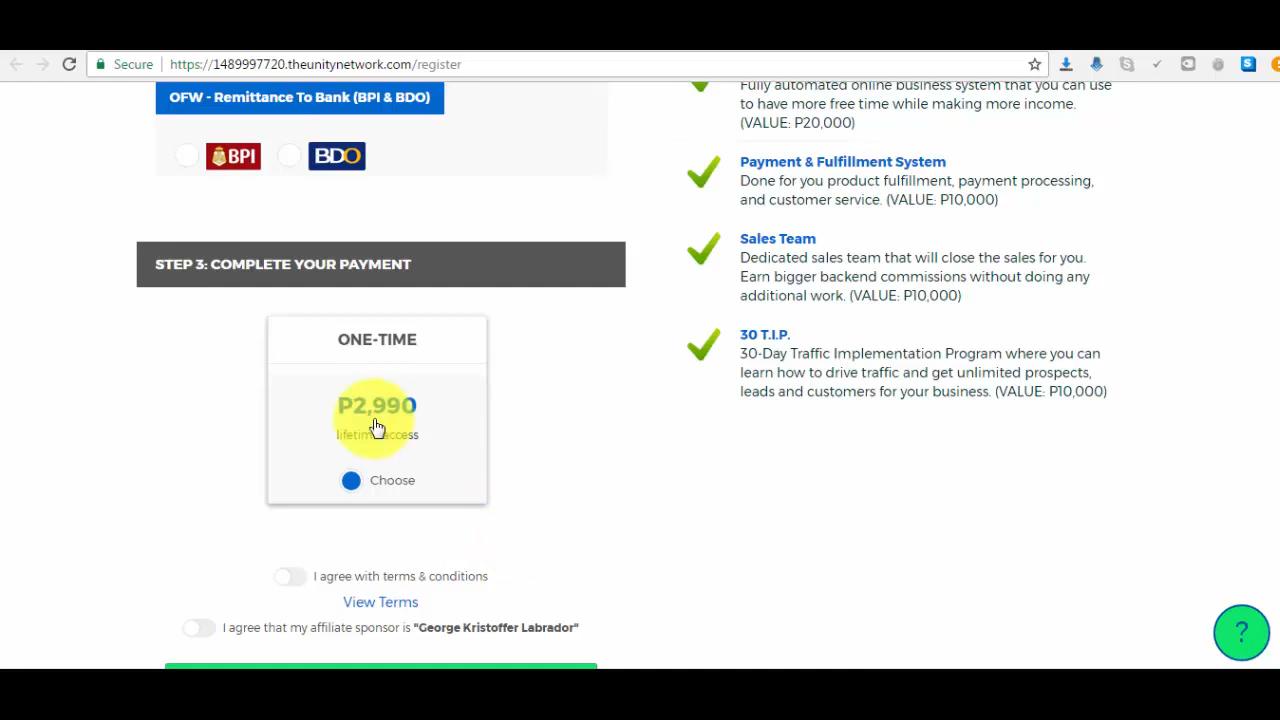 Secure
https://1489997720.theunitynetwork.com/register
OFW - Remittance To Bank (BPI & BDO)
BPI
BDO
STEP 3: COMPLETE YOUR PAYMENT
ONE-TIME
P2,990
lifetime access
Choose
I agree with terms & conditions
View Terms
I agree that my affiliate sponsor is "George Kristoffer Labrador"
Fully automated online business system that you can use
to have more free time while making more income.
(VALUE: P20,000)
Payment & Fulfillment System
Done for you product fulfillment, payment processing,
and customer service. (VALUE: P10,000)
Sales Team
Dedicated sales team that will close the sales for you.
Earn bigger backend commissions without doing any
additional work. (VALUE: P10,000)
30 T.I.P.
30-Day Traffic Implementation Program where you can
learn how to drive traffic and get unlimited prospects,
leads and customers for your business. (VALUE: P10,000)
?